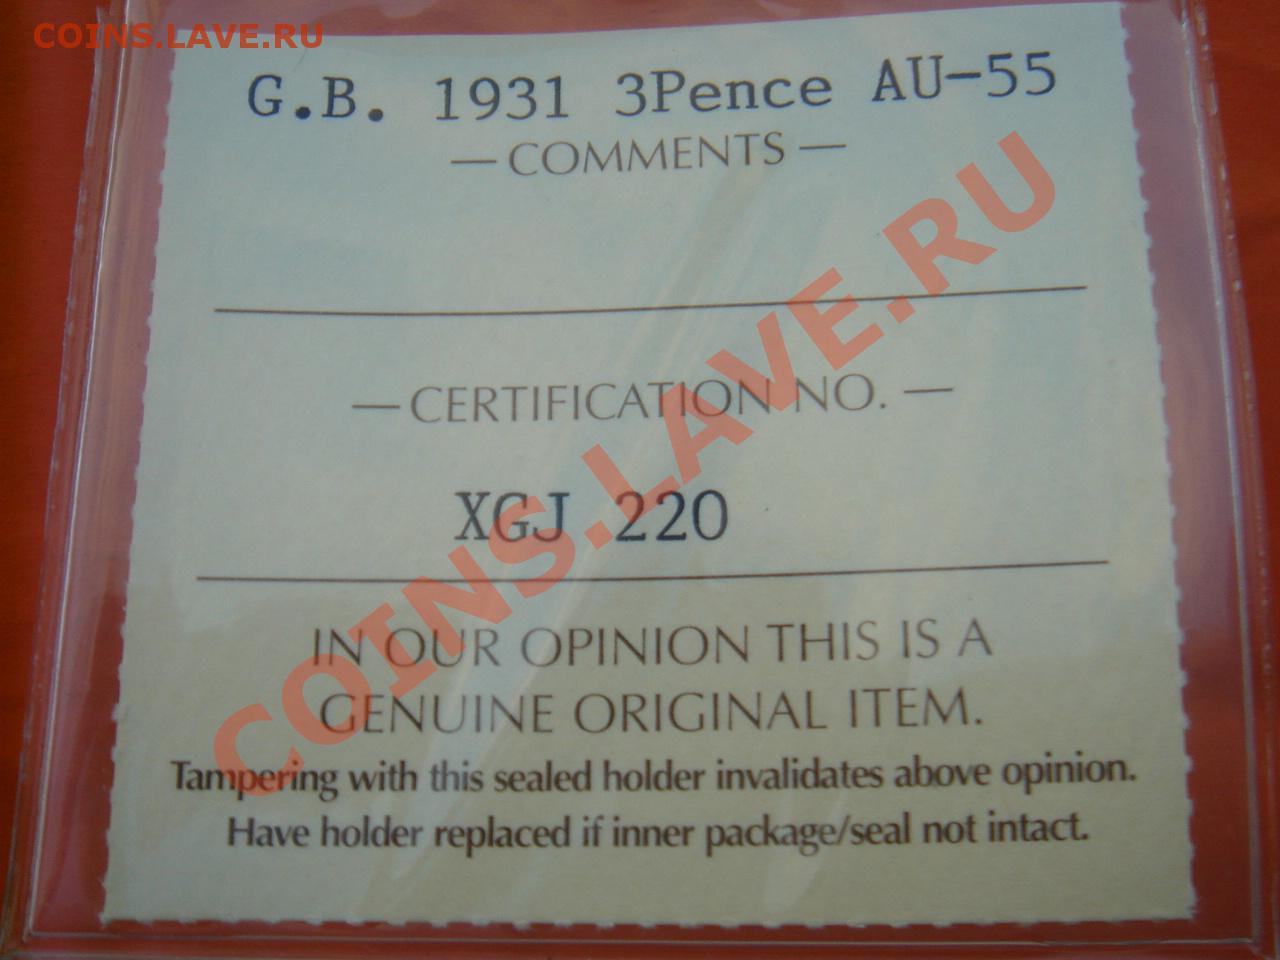 COINS.LAVE.RU
G.B. 1931 3Pence AU-55
— COMMENTS —
— CERTIFICATION NO. —
XGJ 220
IN OUR OPINION THIS IS A
GENUINE ORIGINAL ITEM.
Tampering with this sealed holder invalidates above opinion.
Have holder replaced if inner package/seal not intact.
COINS.LAVE.RU